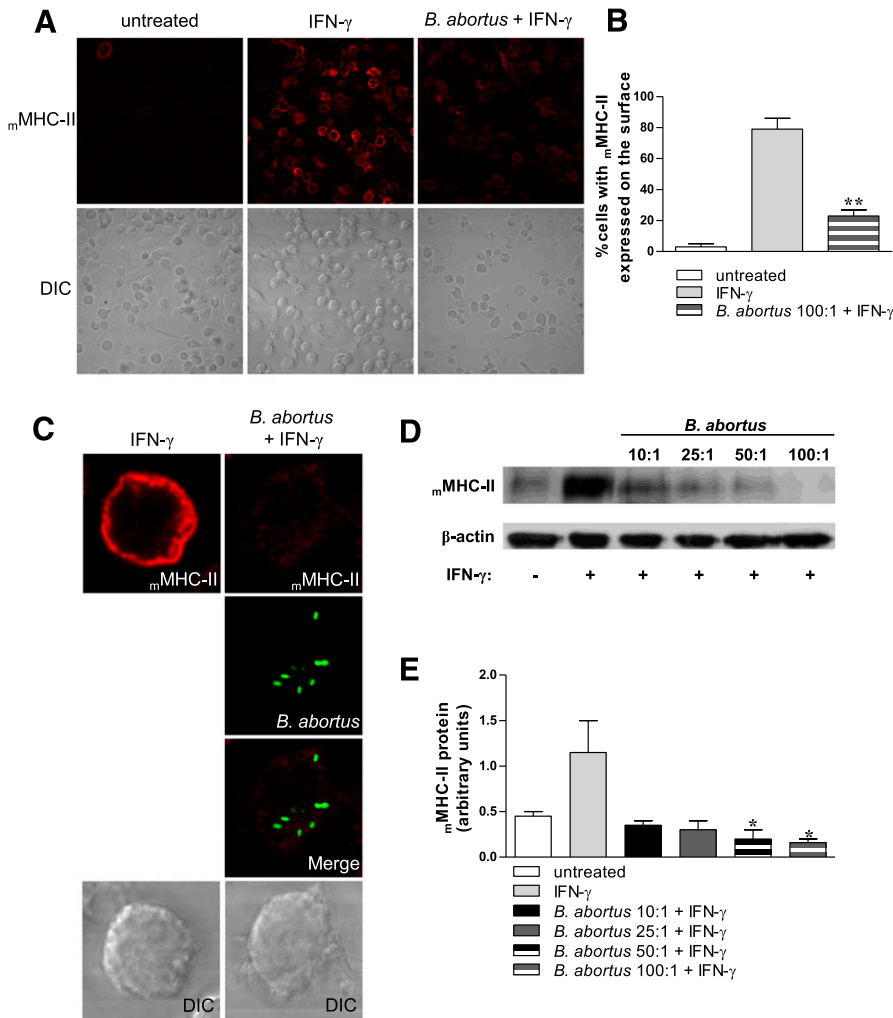 A
untreated
IFN-γ
B. abortus + IFN-γ
mMHC-II
DIC
B
% cells with mMHC-II
expressed on the surface
100
80
60
40
20
0
**
untreated
IFN-γ
B. abortus 100:1 + IFN-γ
C
IFN-γ
B. abortus
+ IFN-γ
mMHC-II
mMHC-II
B. abortus
Merge
DIC
DIC
D
B. abortus
10:1 25:1 50:1 100:1
mMHC-II
β-actin
IFN-γ: - + + + + +
E
mMHC-II protein
(arbitrary units)
2.0
1.5
1.0
0.5
0.0
*
*
untreated
IFN-γ
B. abortus 10:1 + IFN-γ
B. abortus 25:1 + IFN-γ
B. abortus 50:1 + IFN-γ
B. abortus 100:1 + IFN-γ